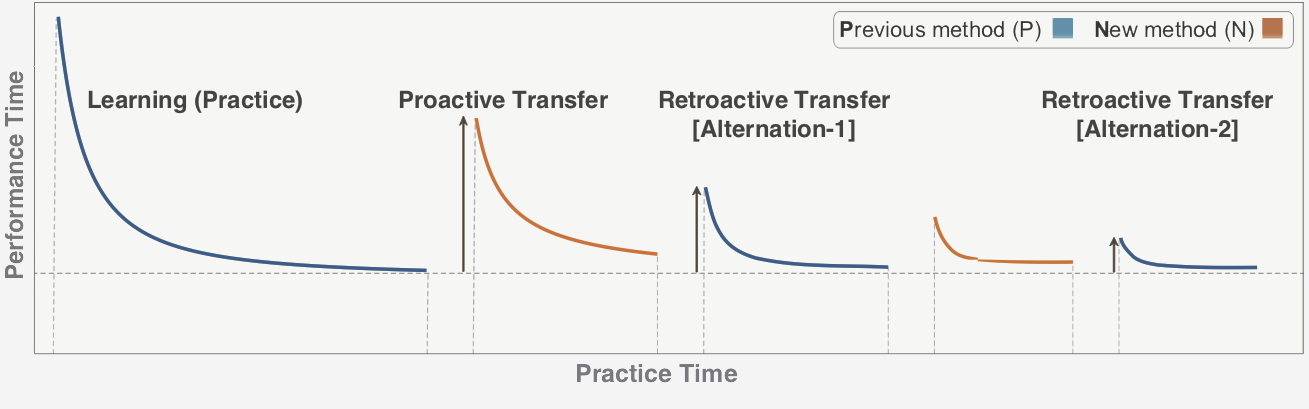 Previous method (P) New method (N)
Performance Time
Learning (Practice)
Proactive Transfer
Retroactive Transfer
[Alternation-1]
Retroactive Transfer
[Alternation-2]
Practice Time